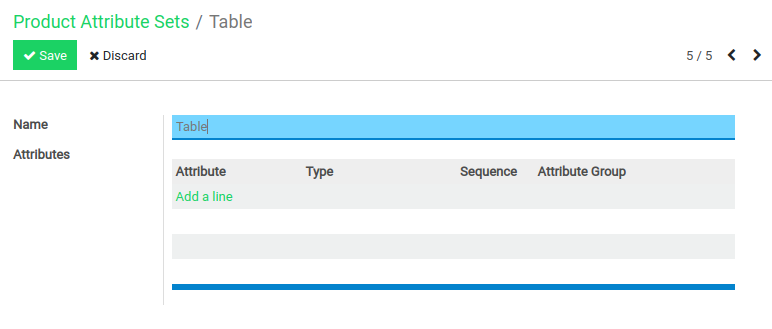 Product Attribute Sets / Table
Save Discard 5 / 5
Name Table
Attributes
Attribute Type Sequence Attribute Group
Add a line